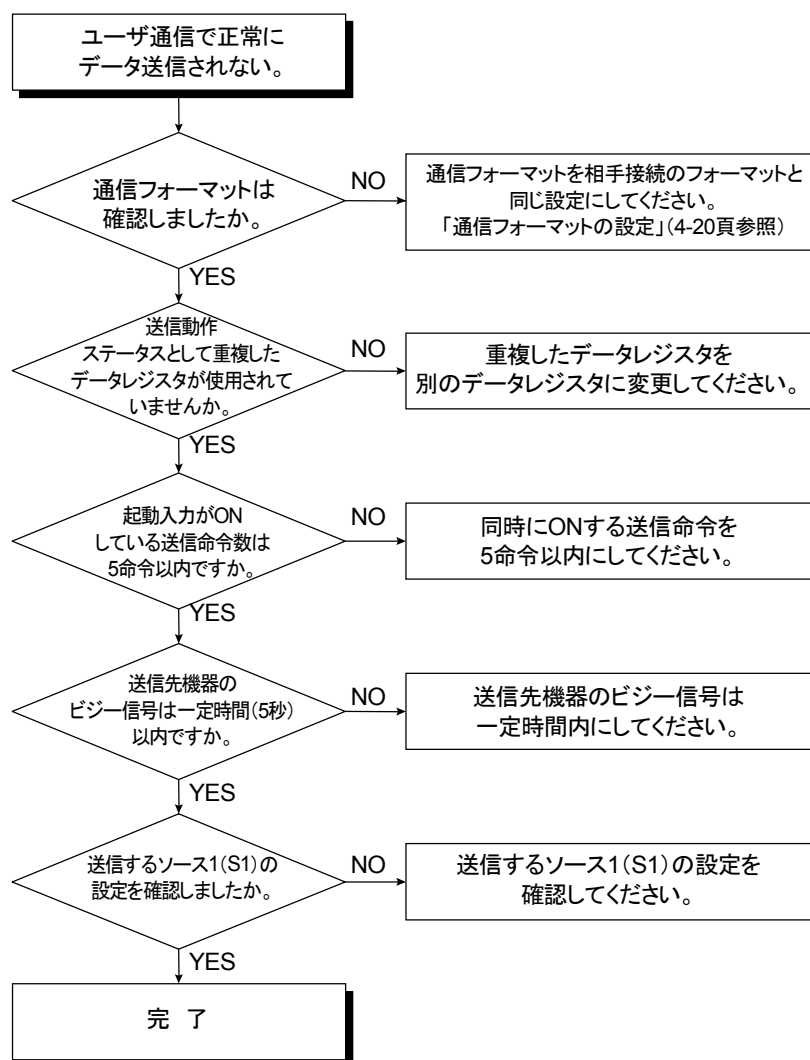 ユーザ通信で正常に
データ送信されない。
通信フォーマットは
確認しましたか。
NO
通信フォーマットを相手接続のフォーマットと
同じ設定にしてください。
「通信フォーマットの設定」(4-20頁参照)
YES
送信動作
ステータスとして重複した
データレジスタが使用されて
いませんか。
NO
重複したデータレジスタを
別のデータレジスタに変更してください。
YES
起動入力がON
している送信命令数は
5命令以内ですか。
NO
同時にONする送信命令を
5命令以内にしてください。
YES
送信先機器の
ビジー信号は一定時間(5秒)
以内ですか。
NO
送信先機器のビジー信号は
一定時間内にしてください。
YES
送信するソース1(S1)の
設定を確認しましたか。
NO
送信するソース1(S1)の設定を
確認してください。
YES
完 了